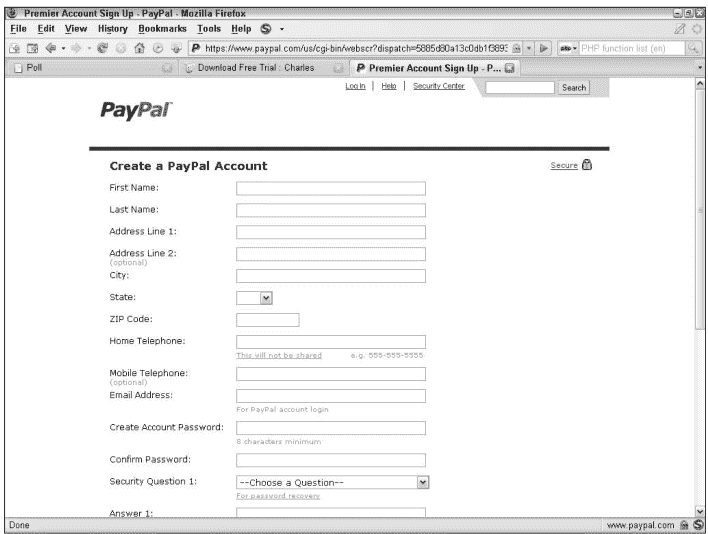 Premier Account Sign Up - PayPal - Mozilla Firefox
File Edit View History Bookmarks Tools Help
https://www.paypal.com/us/cgi-bin/webscr?dispatch=5885d80a13c0db1f3893
PHP function list (en)
Poll Download Free Trial : Charles Premier Account Sign Up - P...
Log In | Help | Security Center Search
PayPal
Create a PayPal Account Secure
First Name:
Last Name:
Address Line 1:
Address Line 2:
(optional)
City:
State:
ZIP Code:
Home Telephone:
This will not be shared e.g. 555-555-5555
Mobile Telephone:
(optional)
Email Address:
For PayPal account login
Create Account Password:
8 characters minimum
Confirm Password:
Security Question 1: --Choose a Question--
For password recovery
Answer 1:
Done www.paypal.com